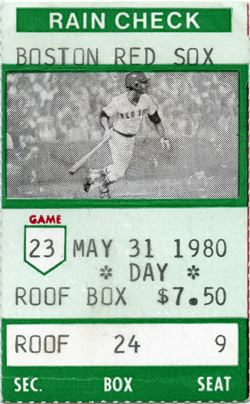 RAIN CHECK
BOSTON RED SOX
RED SOX
GAME
23 MAY 31 1980
* DAY *
ROOF BOX $7.50
ROOF 24 9
SEC. BOX SEAT